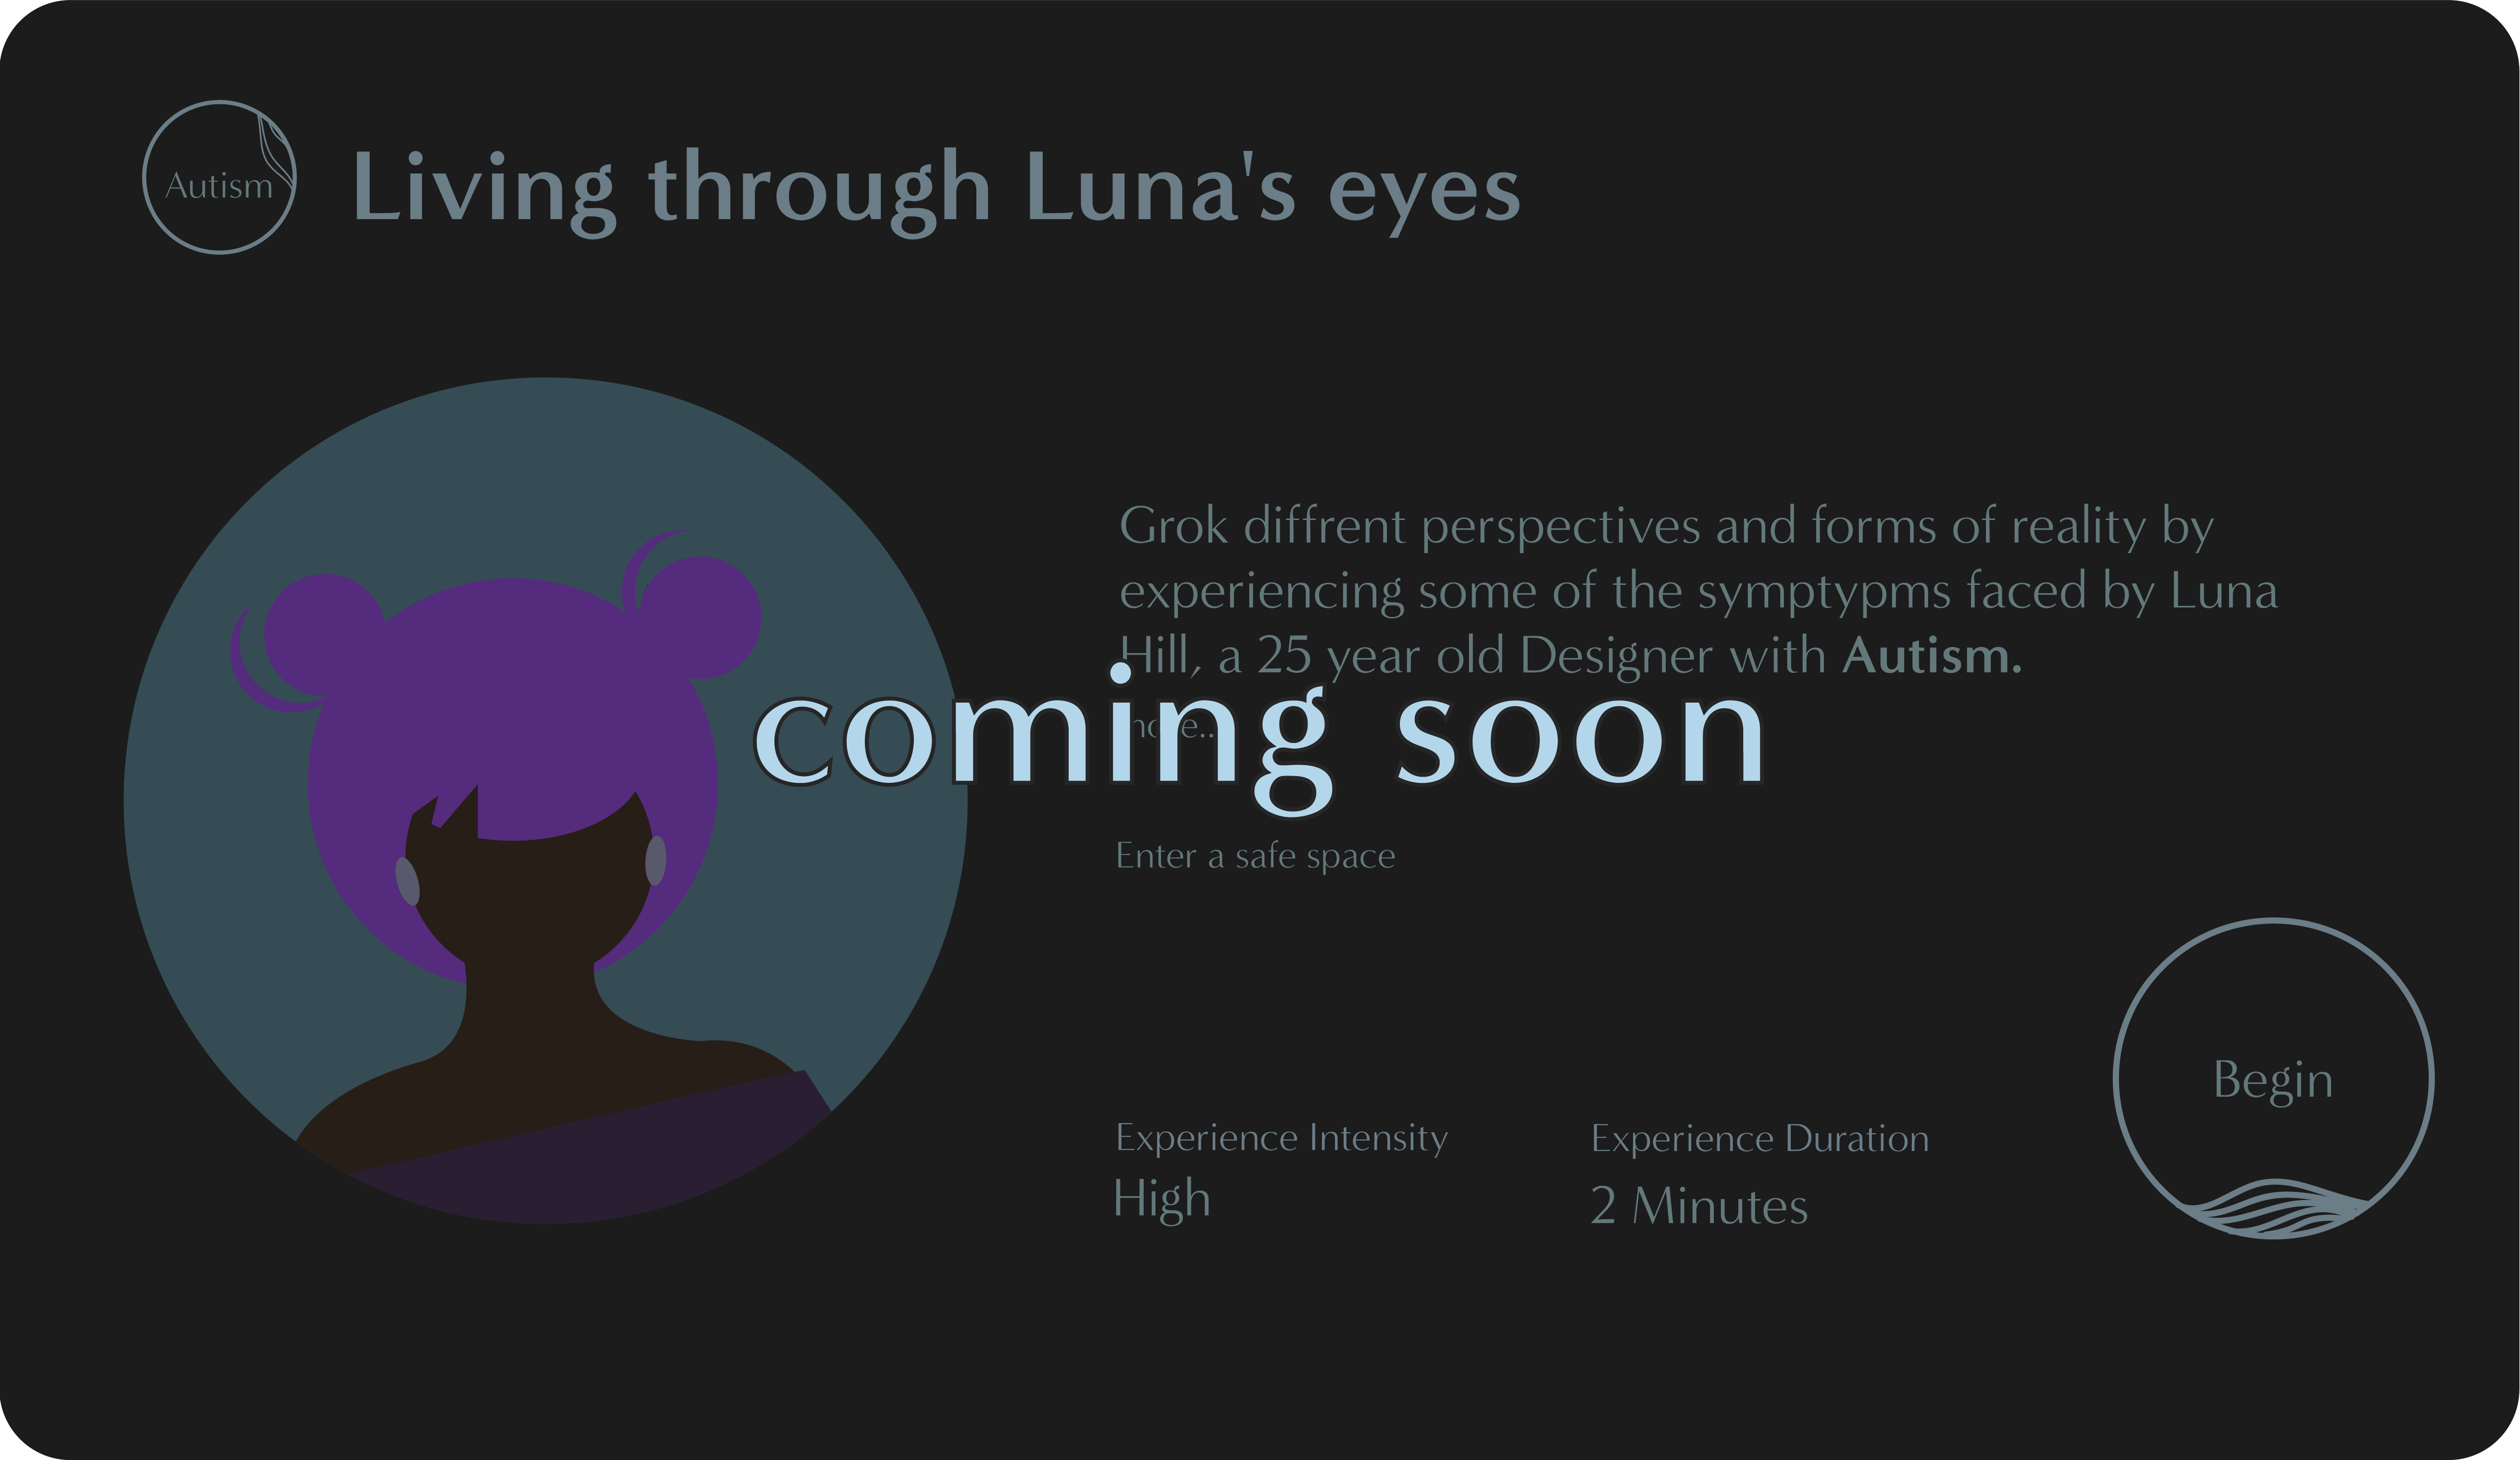 Autism
Living through Luna's eyes
Grok diffrent perspectives and forms of reality by
experiencing some of the symptypms faced by Luna
Hill, a 25 year old Designer with Autism.
coming soon
Enter a safe space
Begin
Experience Intensity
Experience Duration
High
2 Minutes